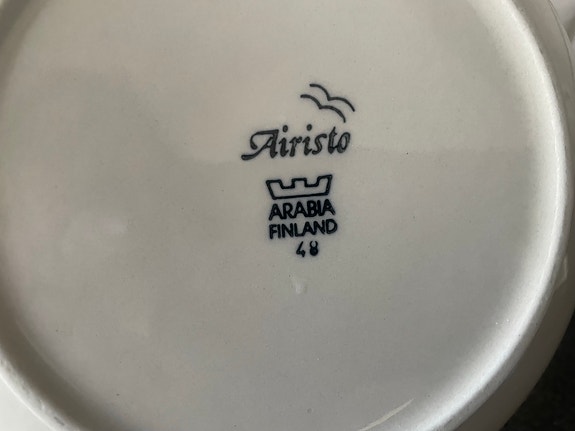 Airisto
ARABIA
FINLAND
48